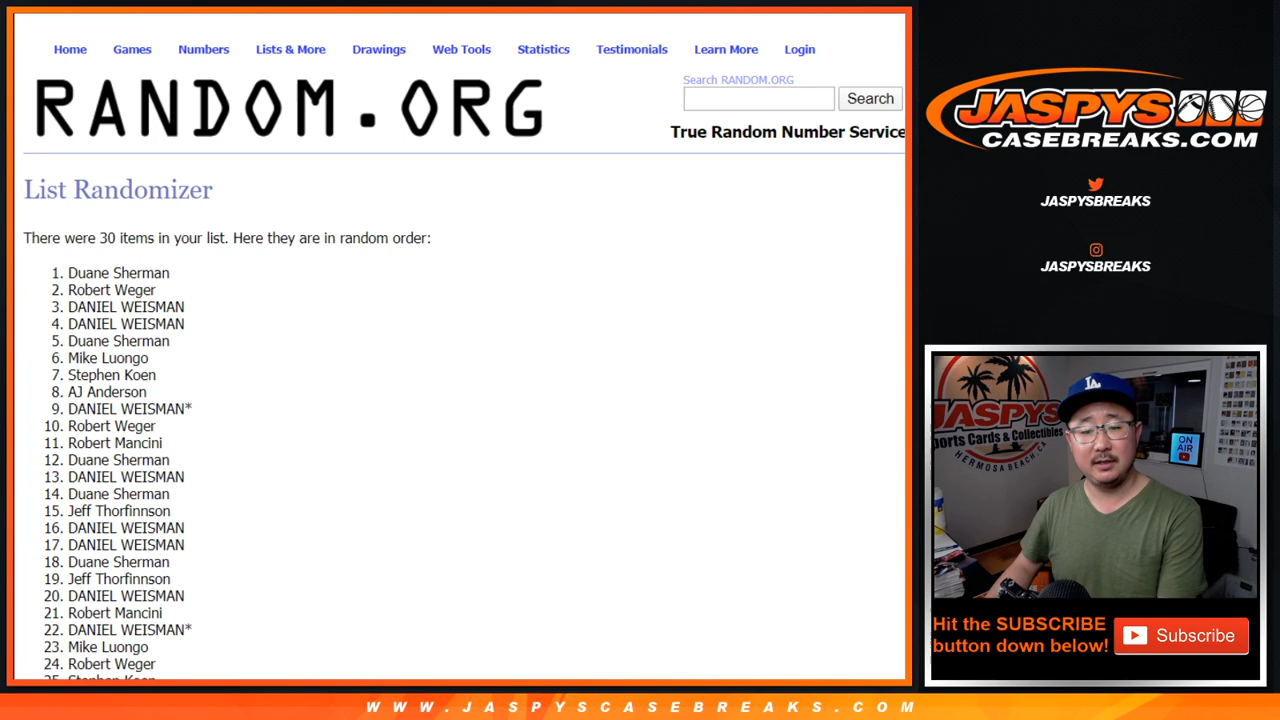 Home Games Numbers Lists & More Drawings Web Tools Statistics Testimonials Learn More Login
RANDOM.ORG
Search RANDOM.ORG
Search
True Random Number Service
List Randomizer
There were 30 items in your list. Here they are in random order:
1. Duane Sherman
2. Robert Weger
3. DANIEL WEISMAN
4. DANIEL WEISMAN
5. Duane Sherman
6. Mike Luongo
7. Stephen Koen
8. AJ Anderson
9. DANIEL WEISMAN*
10. Robert Weger
11. Robert Mancini
12. Duane Sherman
13. DANIEL WEISMAN
14. Duane Sherman
15. Jeff Thorfinnson
16. DANIEL WEISMAN
17. DANIEL WEISMAN
18. Duane Sherman
19. Jeff Thorfinnson
20. DANIEL WEISMAN
21. Robert Mancini
22. DANIEL WEISMAN*
23. Mike Luongo
24. Robert Weger
25. Stephen Koen
JASPYS
CASEBREAKS.COM
JASPYSBREAKS
JASPYSBREAKS
JASPYS
ports Cards & Collectibles
HERMOSA BEACH, CA
LA
ON
AIR
Hit the SUBSCRIBE
button down below!
Subscribe
WWW.JASPYSCASEBREAKS.COM